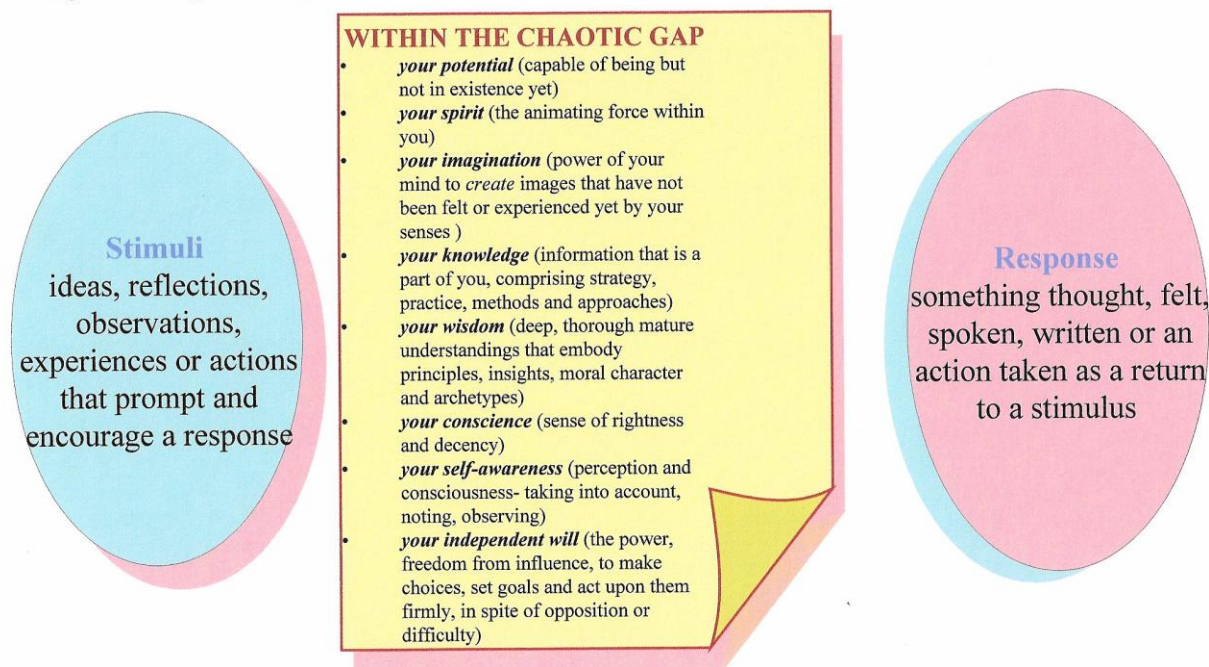 Stimuli
ideas, reflections,
observations,
experiences or actions
that prompt and
encourage a response
WITHIN THE CHAOTIC GAP
• your potential (capable of being but
not in existence yet)
• your spirit (the animating force within
you)
• your imagination (power of your
mind to create images that have not
been felt or experienced yet by your
senses )
• your knowledge (information that is a
part of you, comprising strategy,
practice, methods and approaches)
• your wisdom (deep, thorough mature
understandings that embody
principles, insights, moral character
and archetypes)
• your conscience (sense of rightness
and decency)
• your self-awareness (perception and
consciousness- taking into account,
noting, observing)
• your independent will (the power,
freedom from influence, to make
choices, set goals and act upon them
firmly, in spite of opposition or
difficulty)
Response
something thought, felt,
spoken, written or an
action taken as a return
to a stimulus